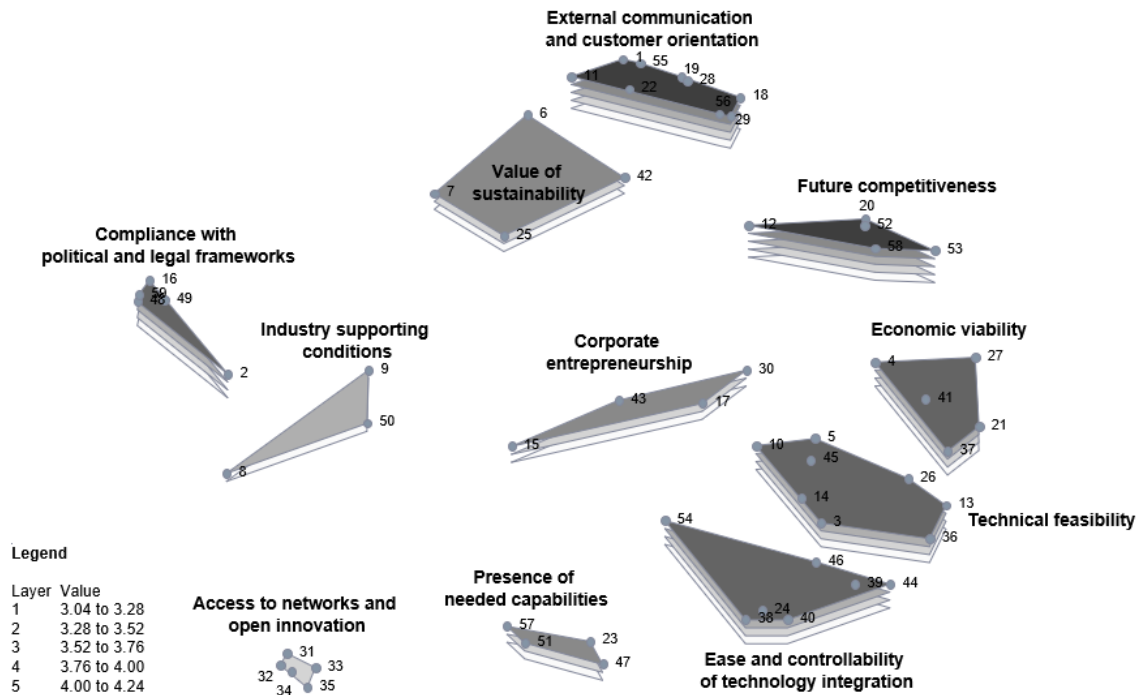 External communication
and customer orientation
1
55
11
19
28
22
18
56
29
6
Value of
sustainability
7
42
25
Future competitiveness
20
12
52
58
53
Compliance with
political and legal frameworks
16
59
48
49
2
Industry supporting
conditions
9
50
8
Corporate
entrepreneurship
30
43
17
15
Economic viability
4
27
41
21
37
5
10
45
26
14
13
3
36
Technical feasibility
54
46
39
44
24
38
40
Ease and controllability
of technology integration
Presence of
needed capabilities
57
23
51
47
Access to networks and
open innovation
31
32
33
34
35
Legend
Layer Value
1 3.04 to 3.28
2 3.28 to 3.52
3 3.52 to 3.76
4 3.76 to 4.00
5 4.00 to 4.24